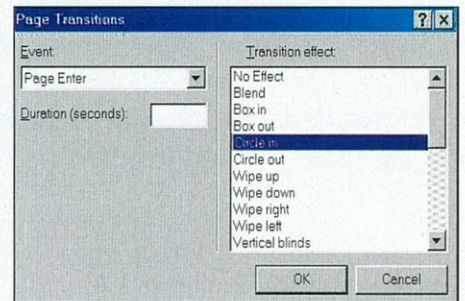 Page Transitions
Event:
Page Enter
Duration (seconds):
Transition effect:
No Effect
Blend
Box in
Box out
Circle in
Circle out
Wipe up
Wipe down
Wipe right
Wipe left
Vertical blinds
OK
Cancel